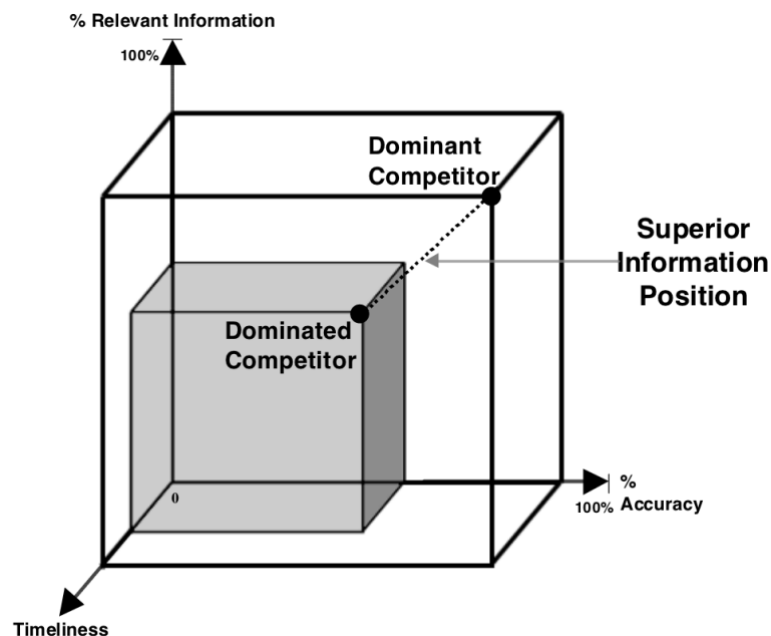 % Relevant Information
100%
Dominant
Competitor
Superior
Information
Position
Dominated
Competitor
0
%
100% Accuracy
Timeliness